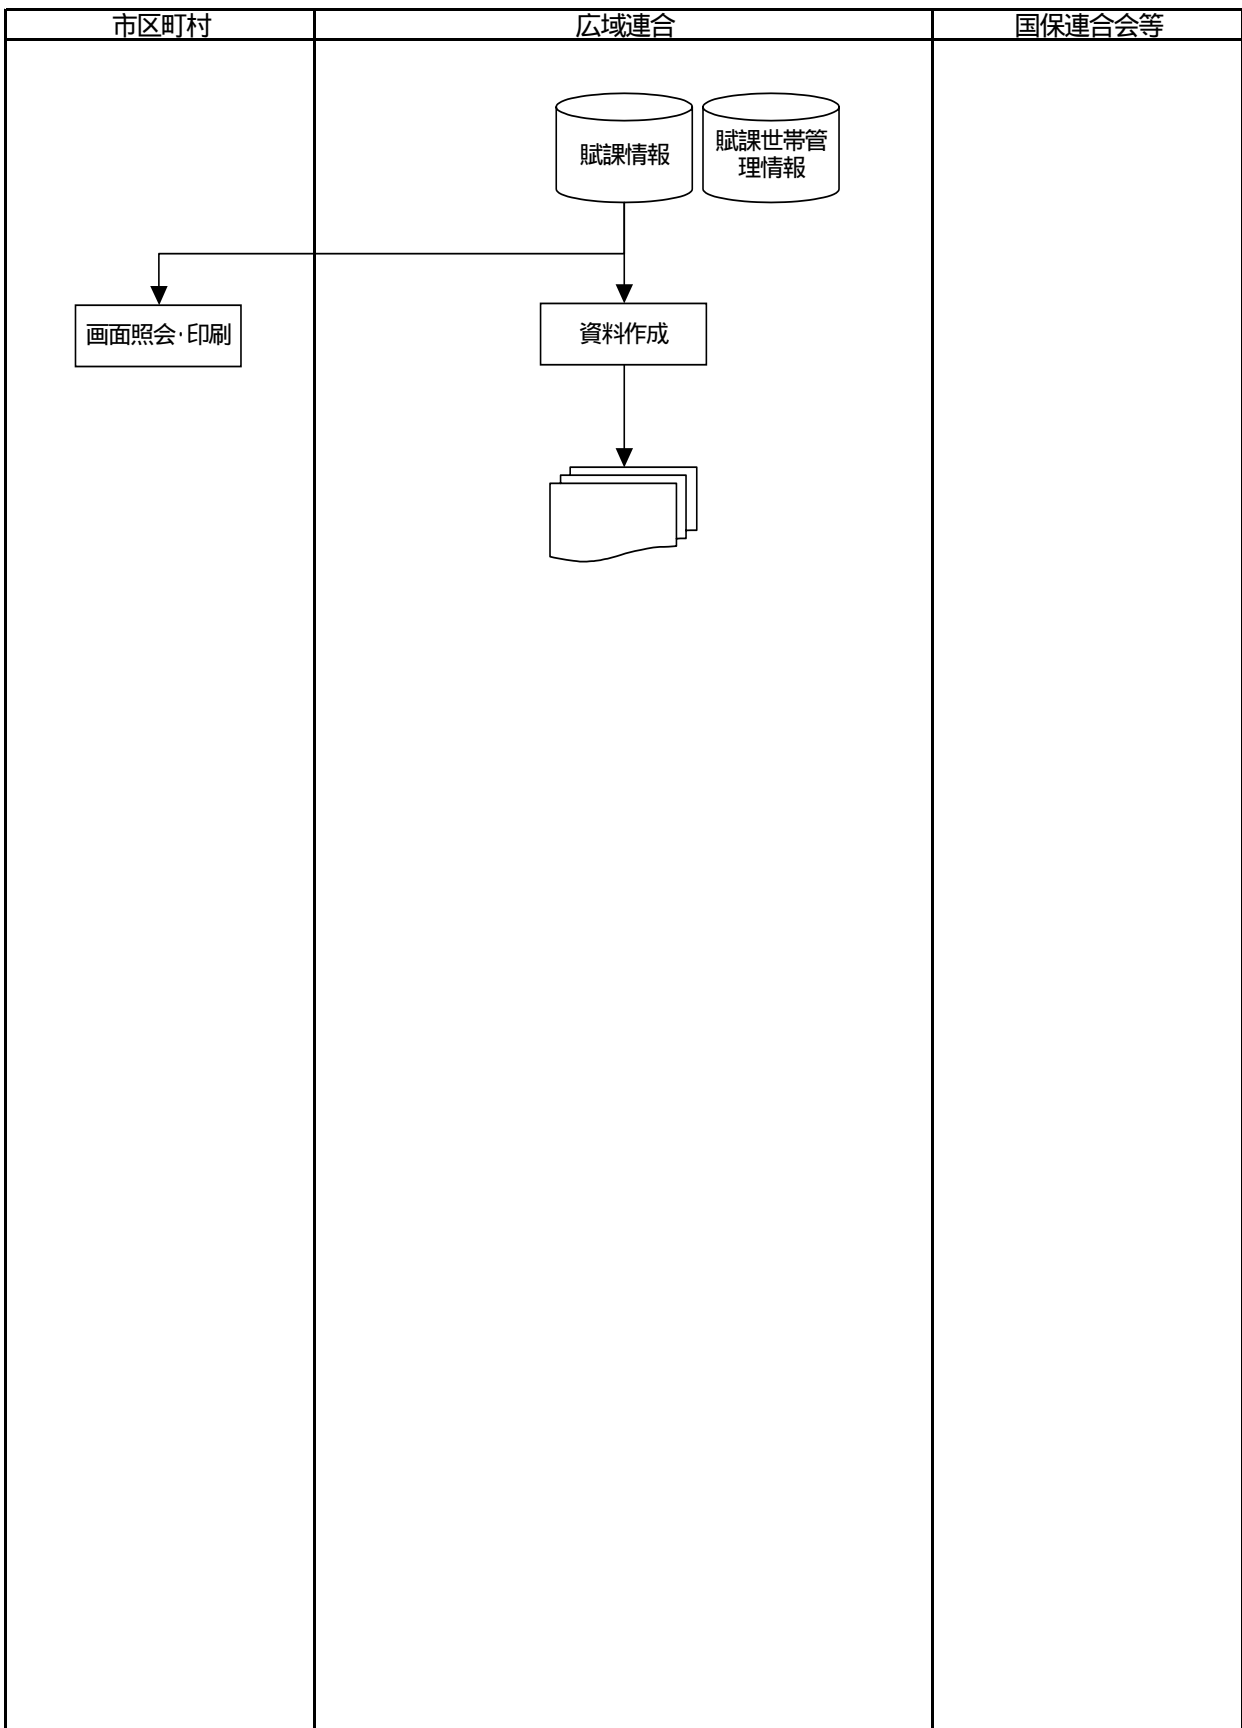 市区町村
広域連合
国保連合会等
賦課情報
賦課世帯管
理情報
画面照会・印刷
資料作成